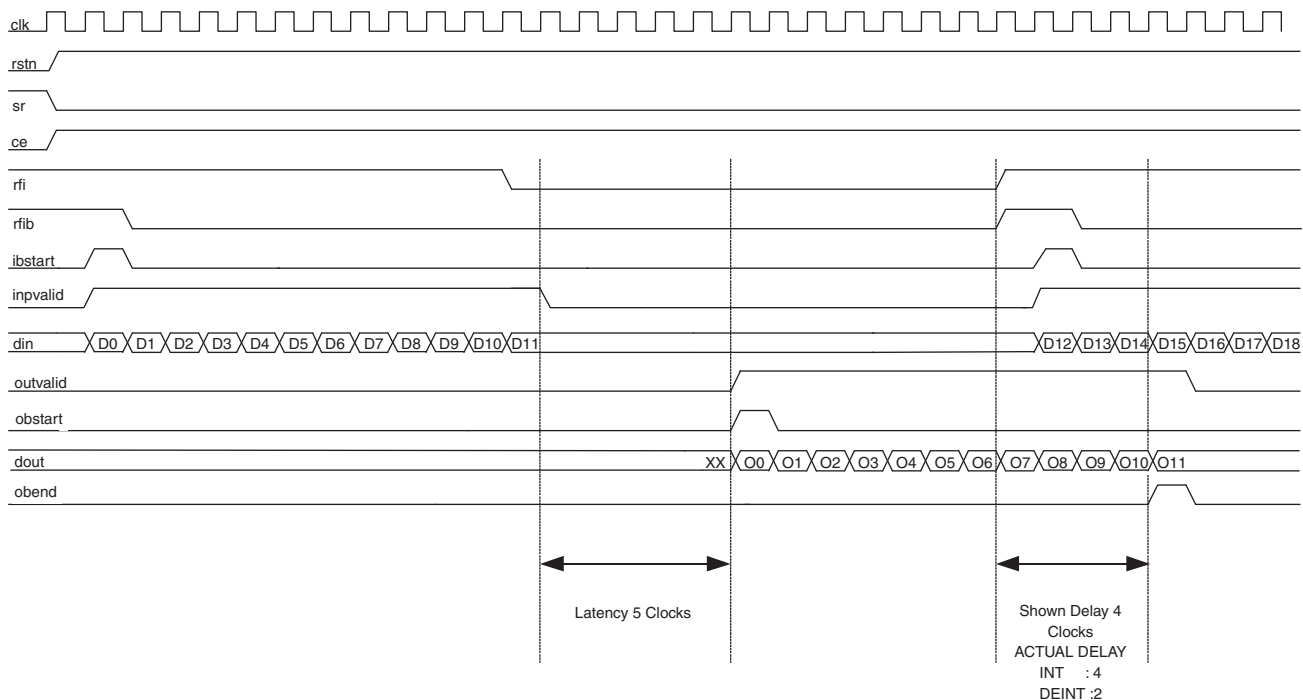 clk
rstn
sr
ce
rfi
rfib
ibstart
inpvalid
din D0 D1 D2 D3 D4 D5 D6 D7 D8 D9 D10 D11 D12 D13 D14 D15 D16 D17 D18
outvalid
obstart
dout XX O0 O1 O2 O3 O4 O5 O6 O7 O8 O9 O10 O11
obend
Latency 5 Clocks
Shown Delay 4
Clocks
ACTUAL DELAY
INT : 4
DEINT :2